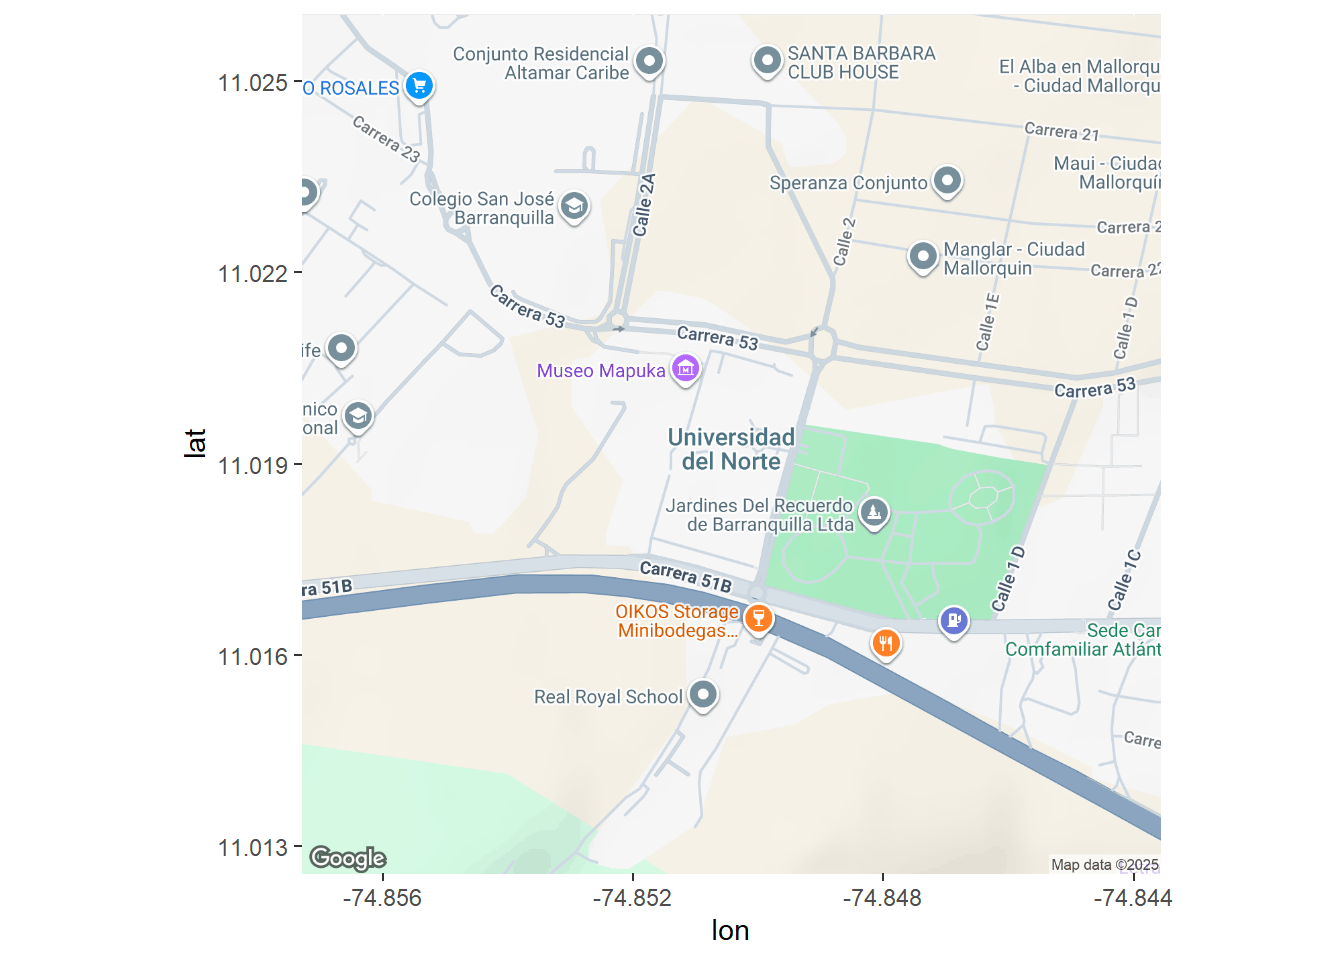 Conjunto Residencial
Altamar Caribe
SANTA BARBARA
CLUB HOUSE
El Alba en Mallorqu
- Ciudad Mallorqu
11.025
O ROSALES
Carrera 23
Carrera 21
Maui - Ciudad
Mallorquín
Speranza Conjunto
Colegio San José
Barranquilla
Calle 2A
Calle 2
Carrera 2
Manglar - Ciudad
Mallorquin
Carrera 22
11.022
Carrera 53
Carrera 53
Calle 1E
Calle 1 D
ife
Museo Mapuka
Carrera 53
nico
onal
lat
Universidad
del Norte
11.019
Jardines Del Recuerdo
de Barranquilla Ltda
Carrera 51B
ra 51B
Calle 1 D
Calle 1C
OIKOS Storage
Minibodegas...
Sede Car
Comfamiliar Atlánt
11.016
Real Royal School
Carre
11.013
Google
Map data ©2025
-74.856
-74.852
-74.848
-74.844
lon